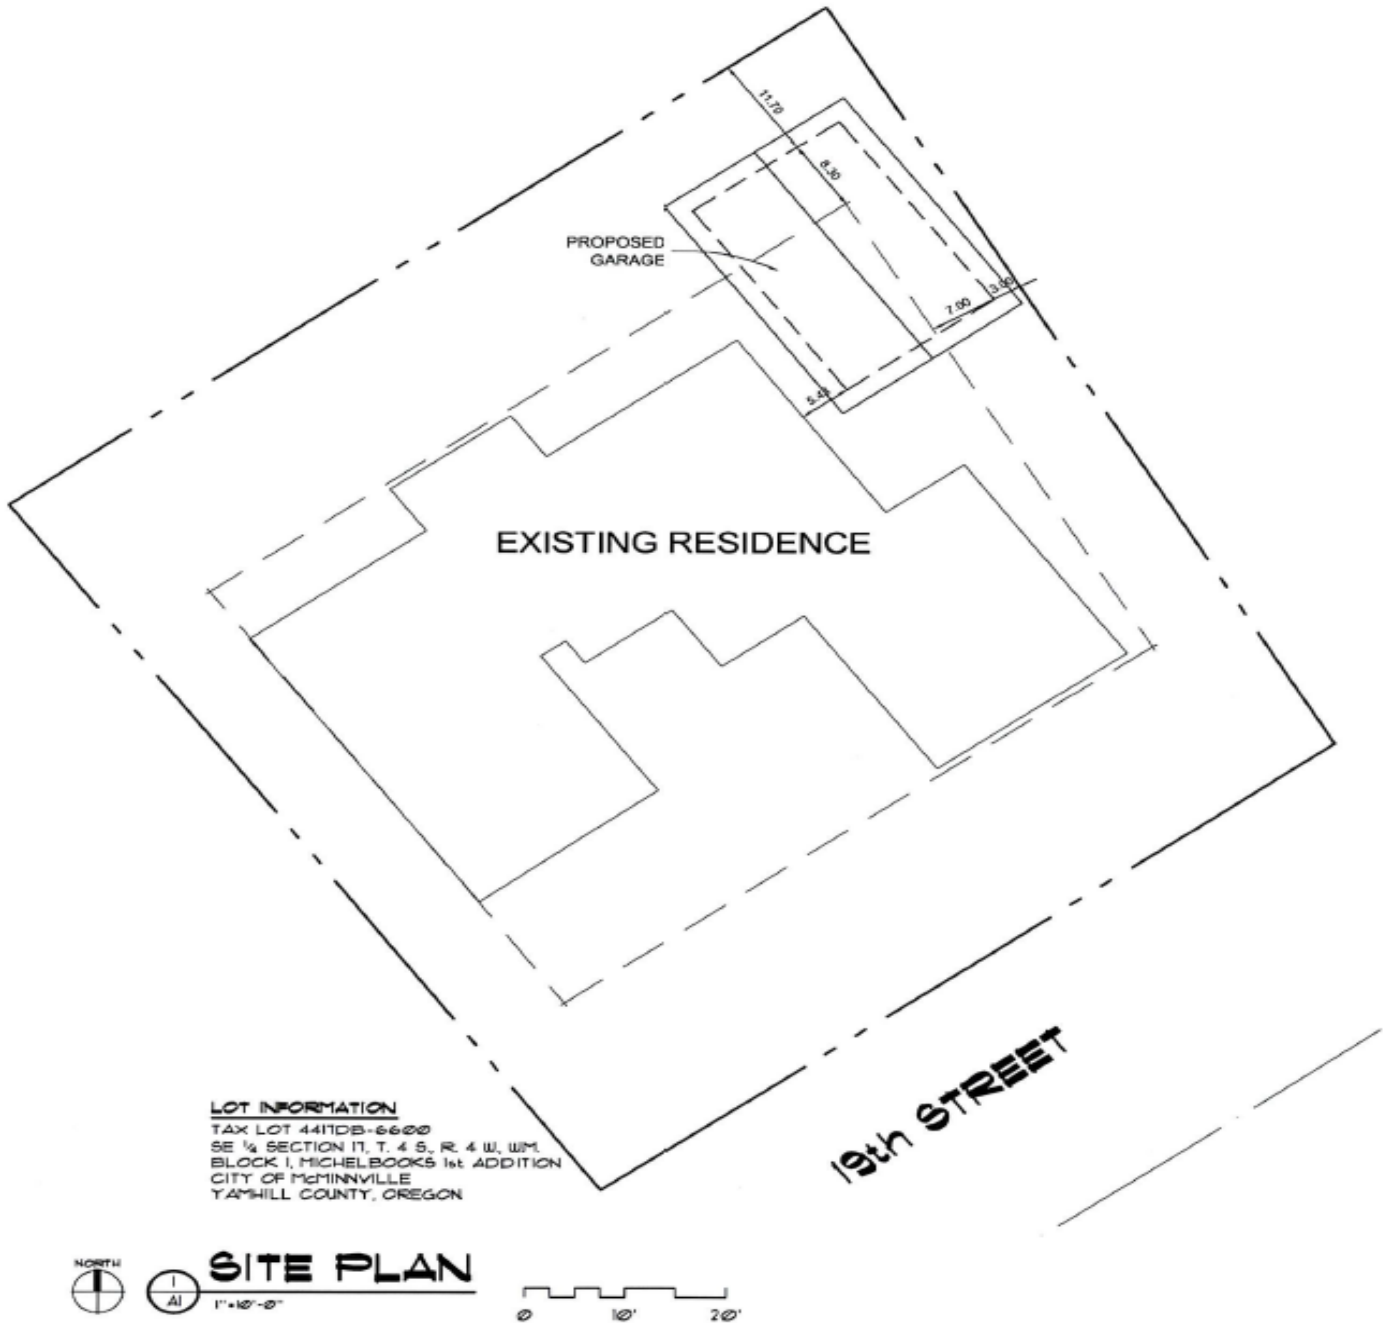 11.70
8.30
PROPOSED
GARAGE
3.00
7.00
EXISTING RESIDENCE
19th STREET
LOT INFORMATION
TAX LOT 4417DB-6600
SE ¼ SECTION 17, T. 4 S., R. 4 W., WM.
BLOCK 1, MICHELBOOKS 1st ADDITION
CITY OF McMINNVILLE
YAMHILL COUNTY, OREGON
NORTH
1
A1
SITE PLAN
1"=10'-0"
0 10' 20'